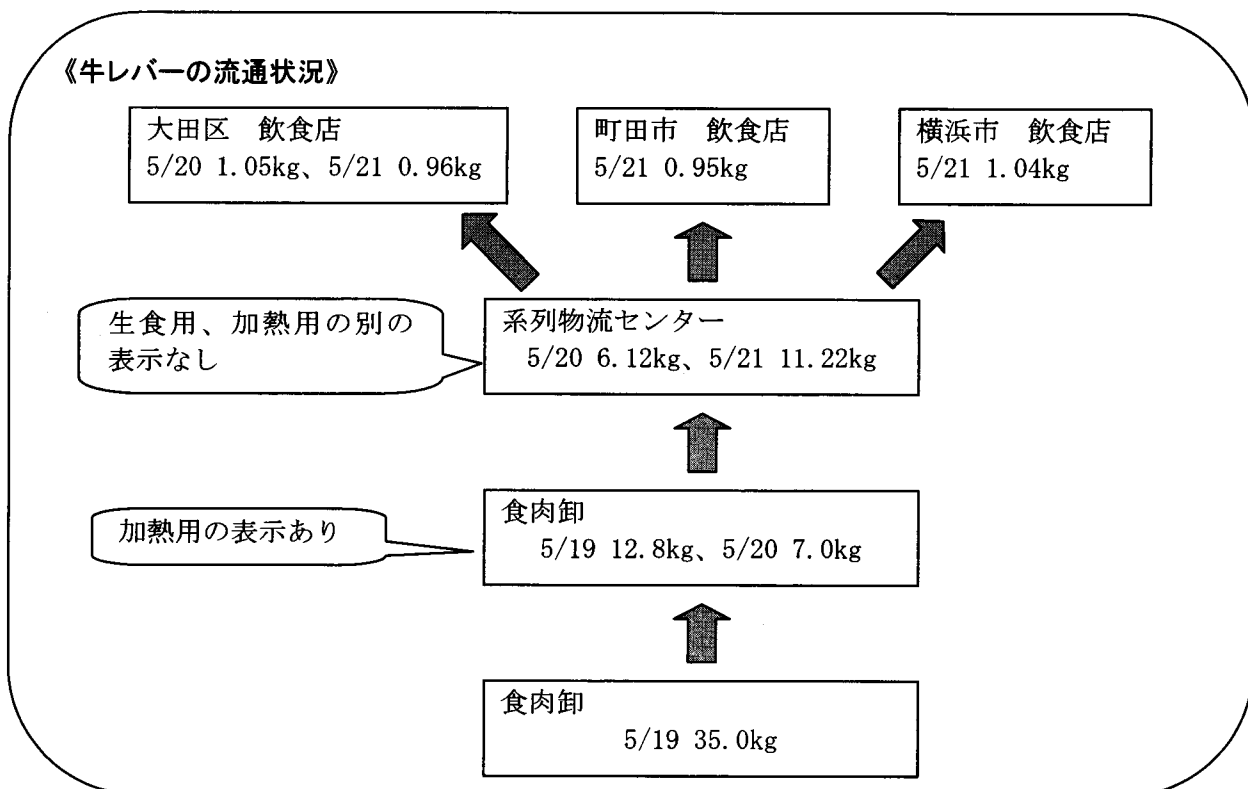 《牛レバーの流通状況》
大田区　飲食店
5/20 1.05kg、5/21 0.96kg
町田市　飲食店
5/21 0.95kg
横浜市　飲食店
5/21 1.04kg
生食用、加熱用の別の
表示なし
系列物流センター
5/20 6.12kg、5/21 11.22kg
加熱用の表示あり
食肉卸
5/19 12.8kg、5/20 7.0kg
食肉卸
5/19 35.0kg